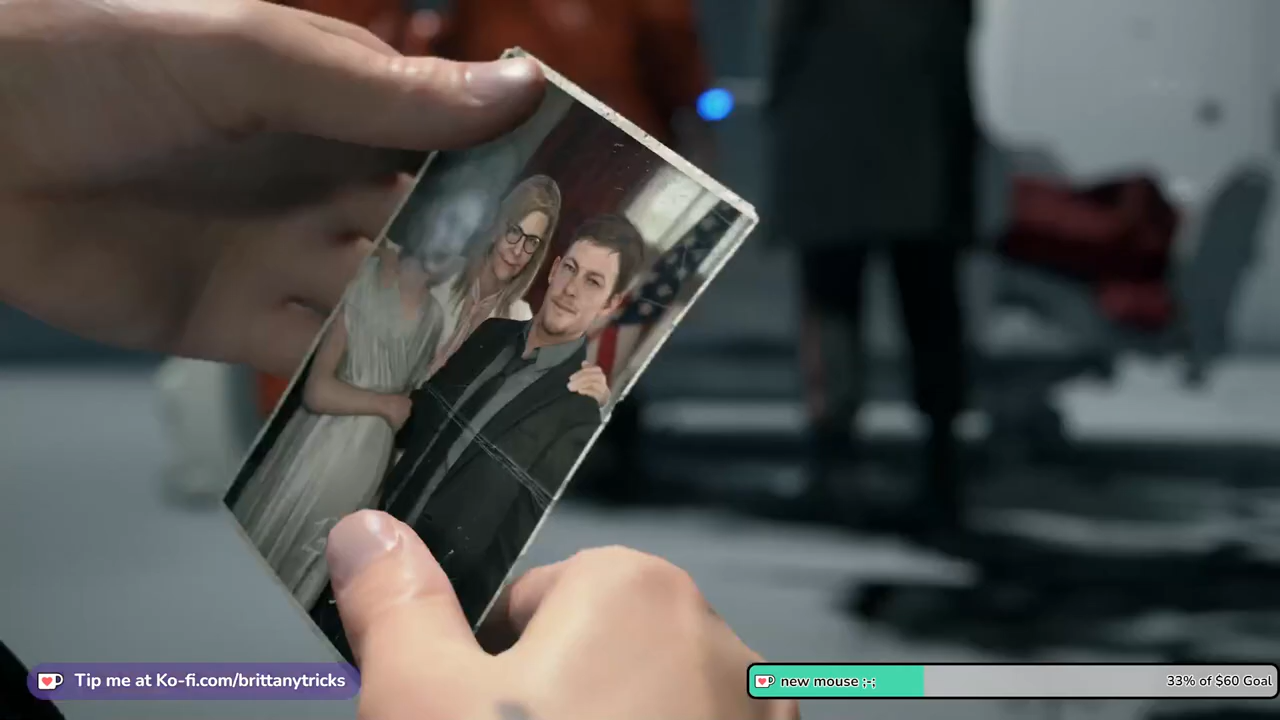 Tip me at Ko-fi.com/brittanytricks
new mouse ;-;
33% of $60 Goal